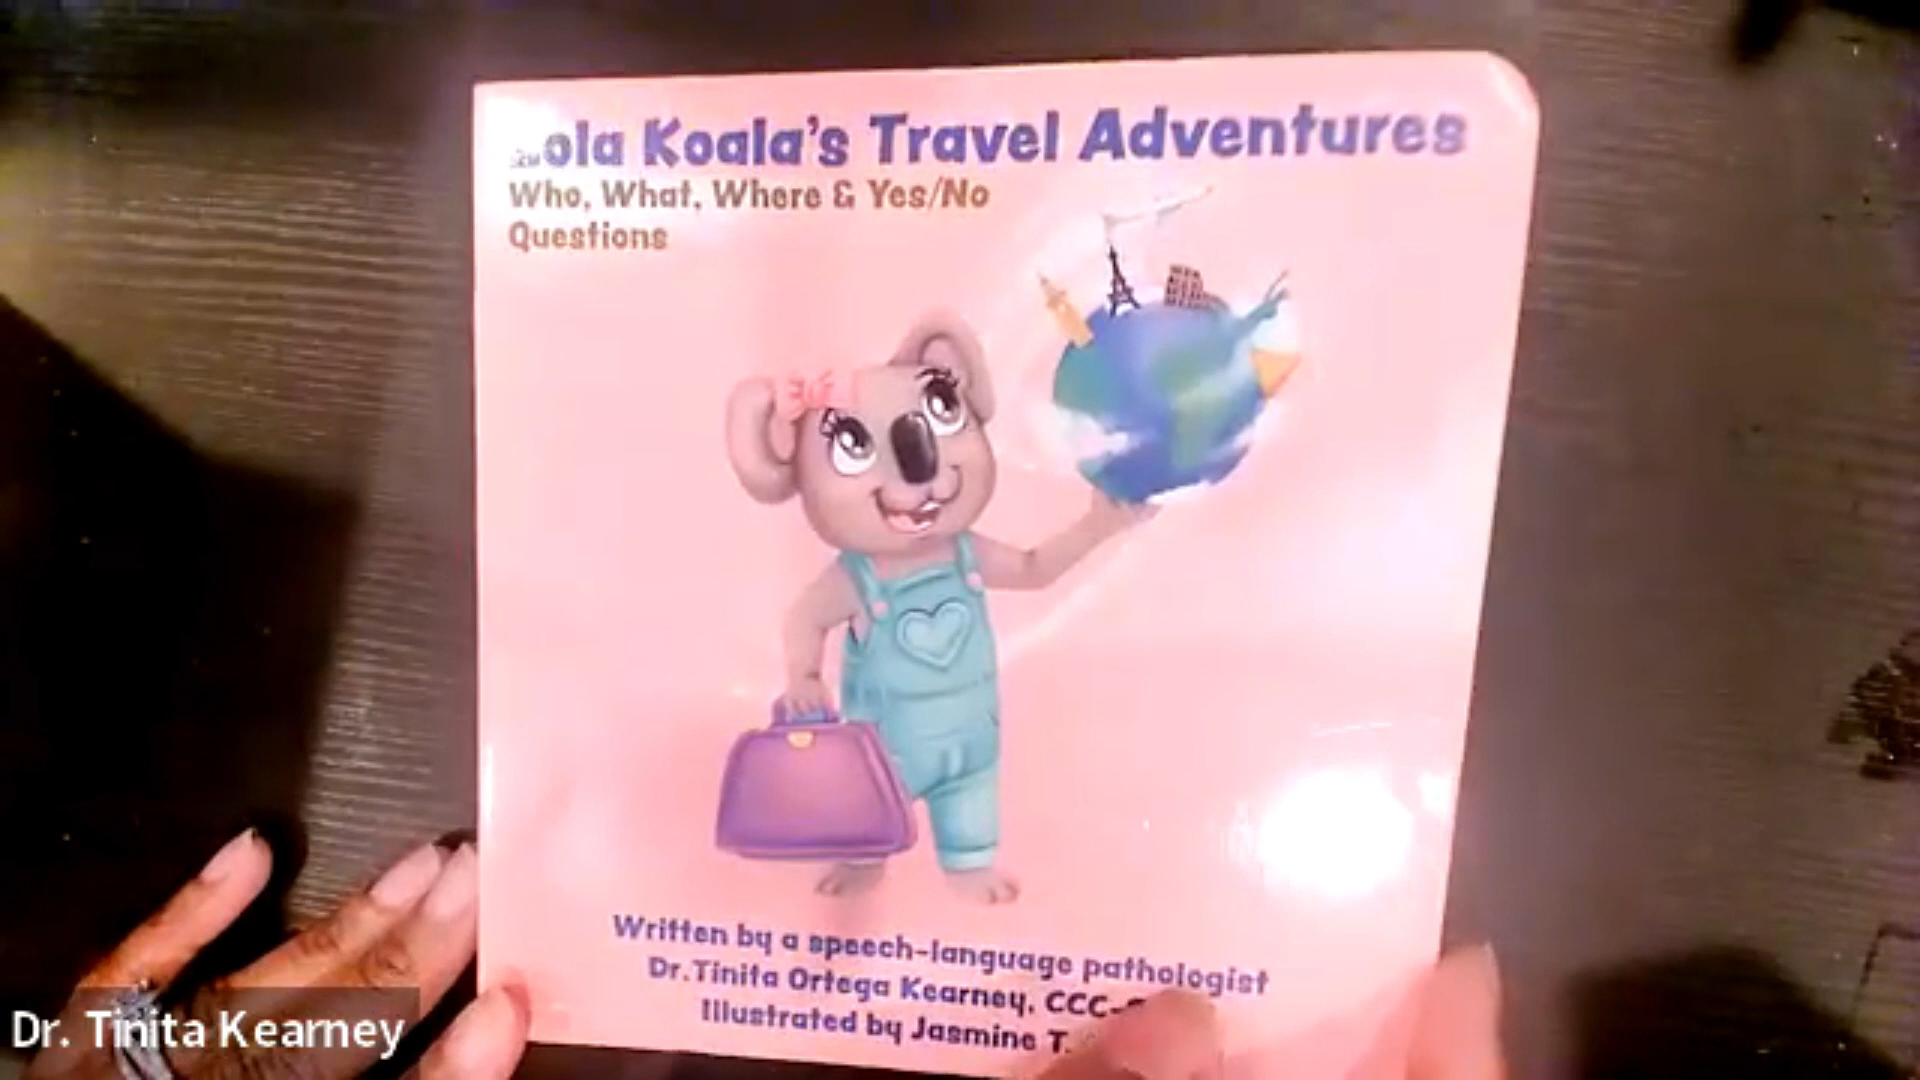 Koala's Travel Adventures
Who, What, Where & Yes/No
Questions
Written by a speech-language pathologist
Dr. Tinita Ortega Kearney,
Illustrated by Jasmine T.
Dr. Tinita Kearney